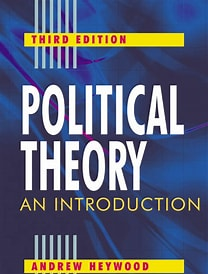 THIRD EDITION
POLITICAL
THEORY
AN INTRODUCTION
ANDREW HEYWOOD